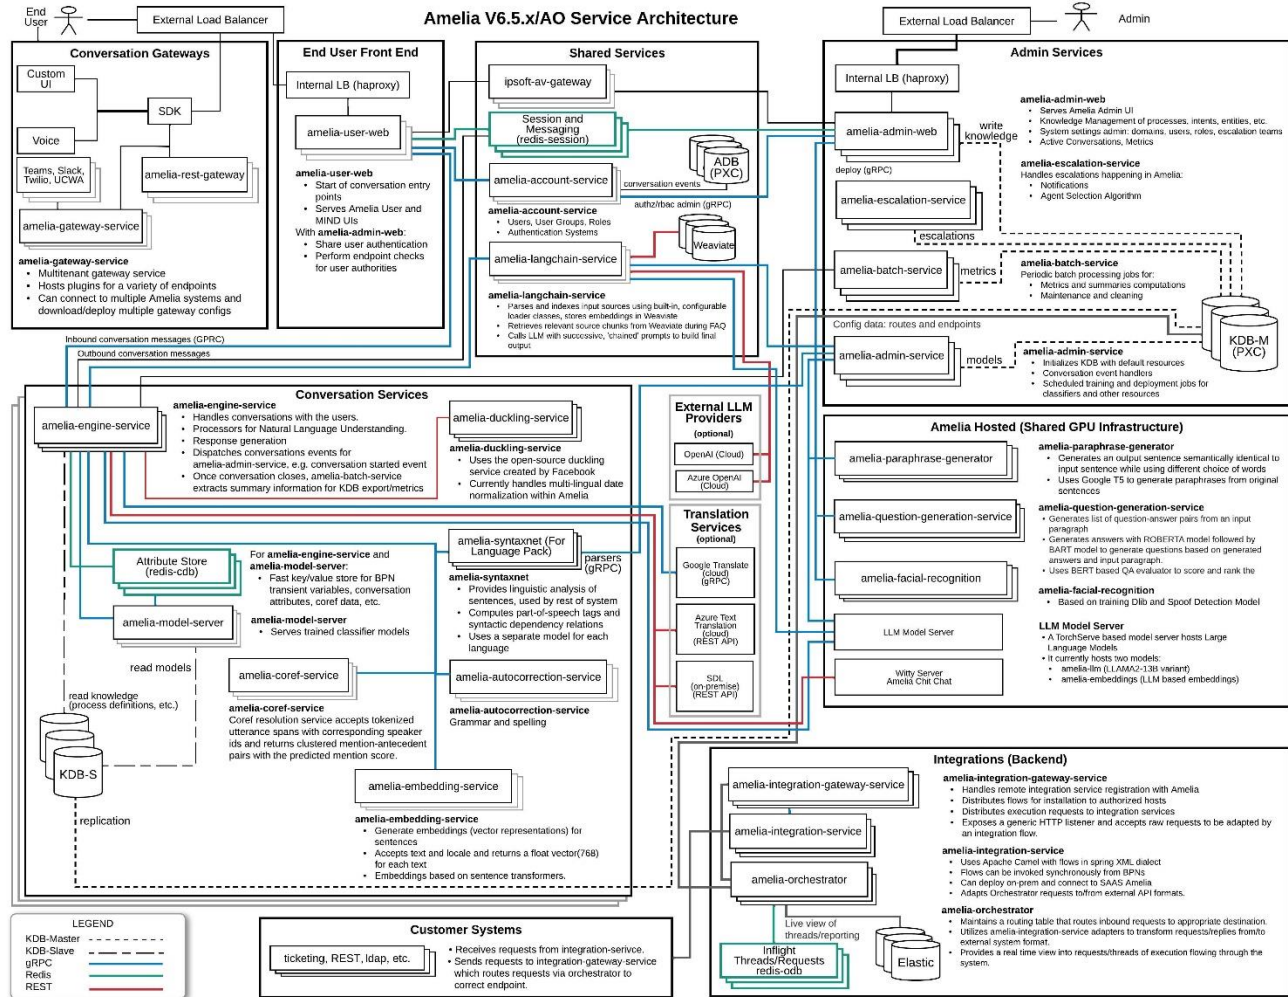 Amelia V6.5.x/AO Service Architecture
End
User
External Load Balancer
External Load Balancer
Admin
Conversation Gateways
Custom
UI
Voice
SDK
Teams, Slack,
Twilio, UCWA
amelia-rest-gateway
amelia-gateway-service
amelia-gateway-service
• Multitenant gateway service
• Hosts plugins for a variety of endpoints
• Can connect to multiple Amelia systems and
download/deploy multiple gateway configs
End User Front End
Internal LB (haproxy)
amelia-user-web
amelia-user-web
• Start of conversation entry
points
• Serves Amelia User and
MIND UIs
With amelia-admin-web:
• Share user authentication
• Perform endpoint checks
for user authorities
Shared Services
ipsoft-av-gateway
Session and
Messaging
(redis-session)
ADB
(PXC)
amelia-account-service
conversation events
authz/rbac admin (gRPC)
amelia-account-service
• Users, User Groups, Roles
• Authentication Systems
Weaviate
amelia-langchain-service
amelia-langchain-service
• Parses and indexes input sources using built-in, configurable
loader classes, stores embeddings in Weaviate
• Retrieves relevant source chunks from Weaviate during FAQ
• Calls LLM with successive, 'chained' prompts to build final
output
Admin Services
Internal LB (haproxy)
amelia-admin-web
write
knowledge
deploy (gRPC)
amelia-escalation-service
escalations
amelia-batch-service
metrics
Config data: routes and endpoints
amelia-admin-service
models
KDB-M
(PXC)
amelia-admin-web
• Serves Amelia Admin UI
• Knowledge Management of processes, intents, entities, etc.
• System settings admin: domains, users, roles, escalation teams
• Active Conversations, Metrics
amelia-escalation-service
Handles escalations happening in Amelia:
• Notifications
• Agent Selection Algorithm
amelia-batch-service
Periodic batch processing jobs for:
• Metrics and summaries computations
• Maintenance and cleaning
amelia-admin-service
• Initializes KDB with default resources
• Conversation event handlers
• Scheduled training and deployment jobs for
classifiers and other resources
Inbound conversation messages (GPRC)
Outbound conversation messages
Conversation Services
amelia-engine-service
amelia-engine-service
• Handles conversations with the users.
• Processors for Natural Language Understanding.
• Response generation
• Dispatches conversations events for
amelia-admin-service, e.g. conversation started event
• Once conversation closes, amelia-batch-service
extracts summary information for KDB export/metrics
amelia-duckling-service
amelia-duckling-service
• Uses the open-source duckling
service created by Facebook
• Currently handles multi-lingual date
normalization within Amelia
Attribute Store
(redis-cdb)
For amelia-engine-service and
amelia-model-server:
• Fast key/value store for BPN
transient variables, conversation
attributes, coref data, etc.
amelia-model-server
amelia-model-server
• Serves trained classifier models
amelia-syntaxnet (For
Language Pack)
parsers
(gRPC)
amelia-syntaxnet
• Provides linguistic analysis of
sentences, used by rest of system
• Computes part-of-speech tags and
syntactic dependency relations
• Uses a separate model for each
language
read models
read knowledge
(process definitions, etc.)
amelia-coref-service
amelia-coref-service
Coref resolution service accepts tokenized
utterance spans with corresponding speaker
ids and returns clustered mention-antecedent
pairs with the predicted mention score.
amelia-autocorrection-service
amelia-autocorrection-service
Grammar and spelling
KDB-S
replication
amelia-embedding-service
amelia-embedding-service
• Generate embeddings (vector representations) for
sentences
• Accepts text and locale and returns a float vector(768)
for each text
• Embeddings based on sentence transformers.
External LLM
Providers
(optional)
OpenAI (Cloud)
Azure OpenAI
(Cloud)
Translation
Services
(optional)
Google Translate
(cloud)
(gRPC)
Azure Text
Translation
(cloud)
(REST API)
SDL
(on-premise)
(REST API)
Amelia Hosted (Shared GPU Infrastructure)
amelia-paraphrase-generator
amelia-question-generation-service
amelia-facial-recognition
LLM Model Server
Witty Server
Amelia Chit Chat
amelia-paraphrase-generator
• Generates an output sentence semantically identical to
input sentence while using different choice of words
• Uses Google T5 to generate paraphrases from original
sentences
amelia-question-generation-service
• Generates list of question-answer pairs from an input
paragraph
• Generates answers with ROBERTA model followed by
BART model to generate questions based on generated
answers and input paragraph.
• Uses BERT based QA evaluator to score and rank the
amelia-facial-recognition
• Based on training Dlib and Spoof Detection Model
LLM Model Server
• A TorchServe based model server hosts Large
Language Models
• It currently hosts two models:
• amelia-llm (LLAMA2-13B variant)
• amelia-embeddings (LLM based embeddings)
Integrations (Backend)
amelia-integration-gateway-service
amelia-integration-service
amelia-orchestrator
Live view of
threads/reporting
Inflight
Threads/Requests
redis-odb
Elastic
amelia-integration-gateway-service
• Handles remote integration service registration with Amelia
• Distributes flows for installation to authorized hosts
• Distributes execution requests to integration services
• Exposes a generic HTTP listener and accepts raw requests to be adapted by
an integration flow.
amelia-integration-service
• Uses Apache Camel with flows in spring XML dialect
• Flows can be invoked synchronously from BPNs
• Can deploy on-prem and connect to SAAS Amelia
• Adapts Orchestrator requests to/from external API formats.
amelia-orchestrator
• Maintains a routing table that routes inbound requests to appropriate destination.
• Utilizes amelia-integration-service adapters to transform requests/replies from/to
external system format.
• Provides a real time view into requests/threads of execution flowing through the
system.
LEGEND
KDB-Master
KDB-Slave
gRPC
Redis
REST
Customer Systems
ticketing, REST, ldap, etc.
• Receives requests from integration-serivce.
• Sends requests to integration-gateway-service
which routes requests via orchestrator to
correct endpoint.